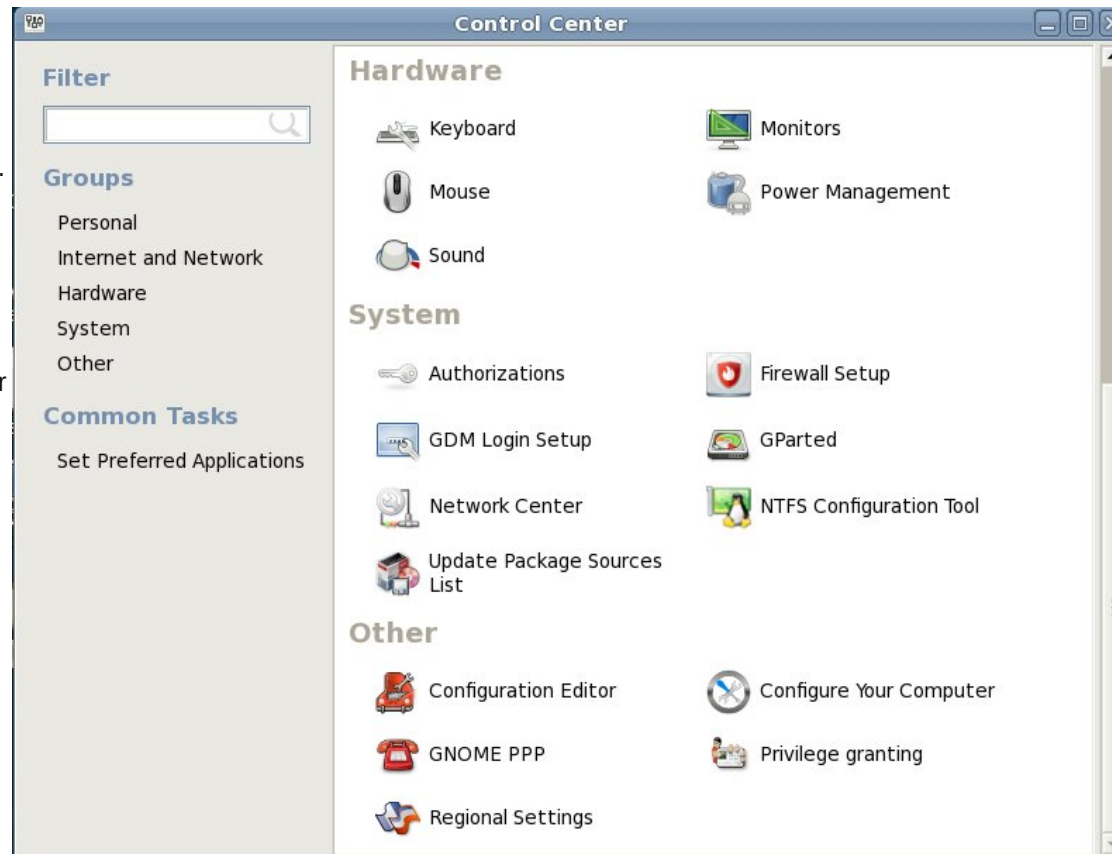 Control Center
Filter
Groups
Personal
Internet and Network
Hardware
System
Other
Common Tasks
Set Preferred Applications
Hardware
Keyboard
Monitors
Mouse
Power Management
Sound
System
Authorizations
Firewall Setup
GDM Login Setup
GParted
Network Center
NTFS Configuration Tool
Update Package Sources
List
Other
Configuration Editor
Configure Your Computer
GNOME PPP
Privilege granting
Regional Settings